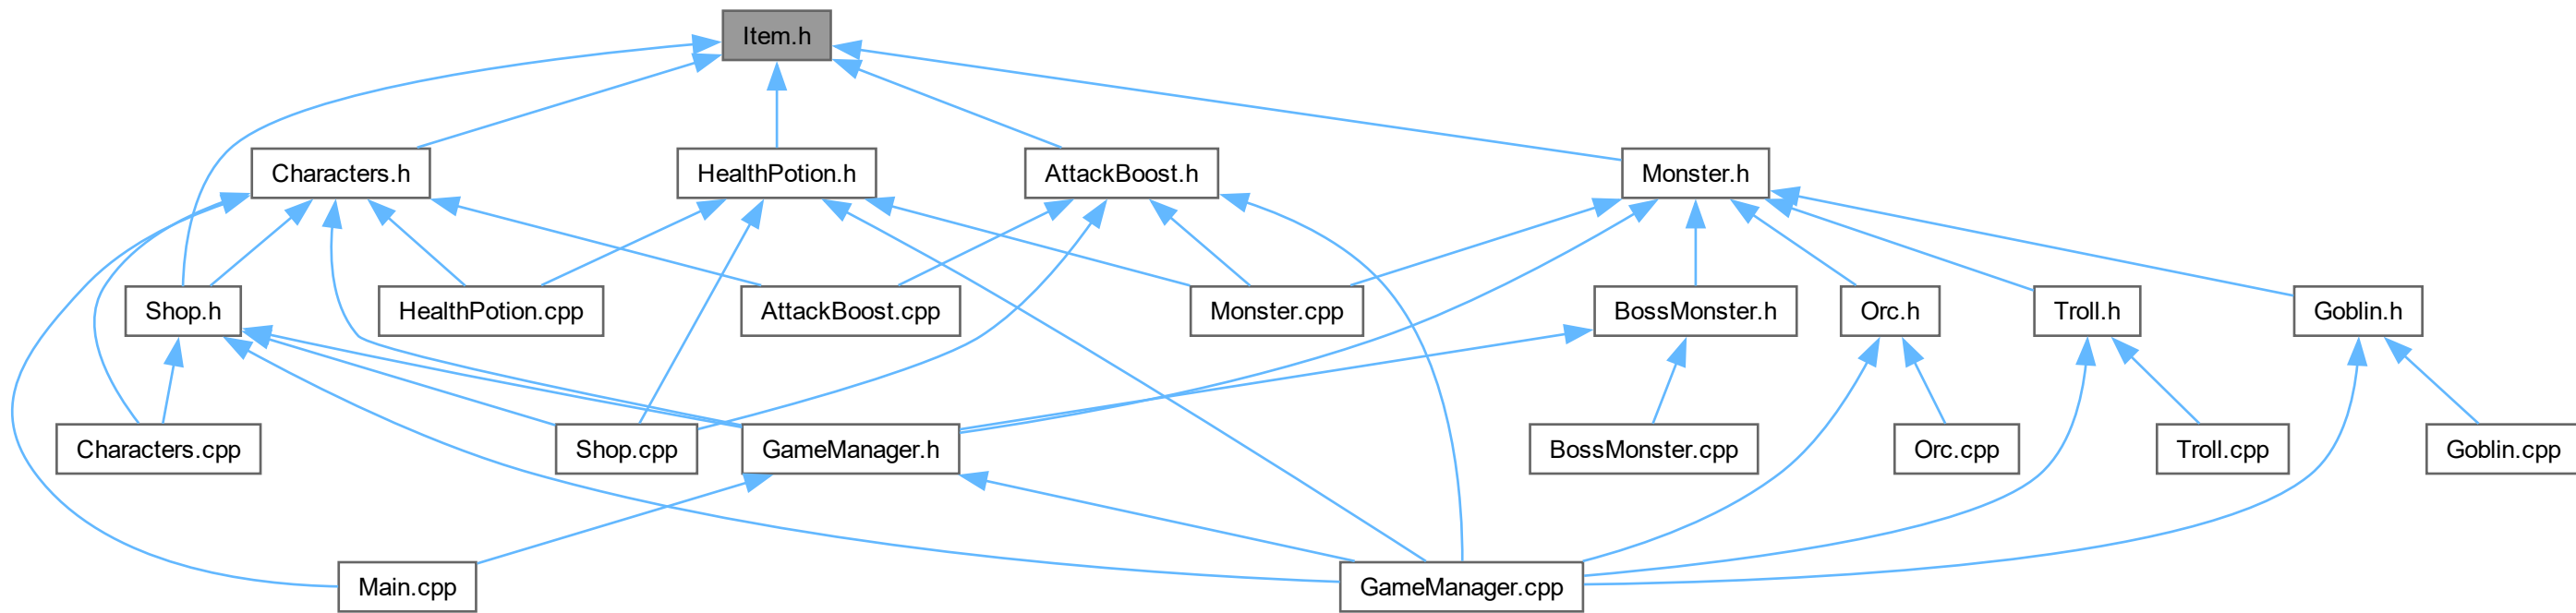 Item.h
Characters.h
HealthPotion.h
AttackBoost.h
Monster.h
Shop.h
HealthPotion.cpp
AttackBoost.cpp
Monster.cpp
BossMonster.h
Orc.h
Troll.h
Goblin.h
Characters.cpp
Shop.cpp
GameManager.h
BossMonster.cpp
Orc.cpp
Troll.cpp
Goblin.cpp
Main.cpp
GameManager.cpp